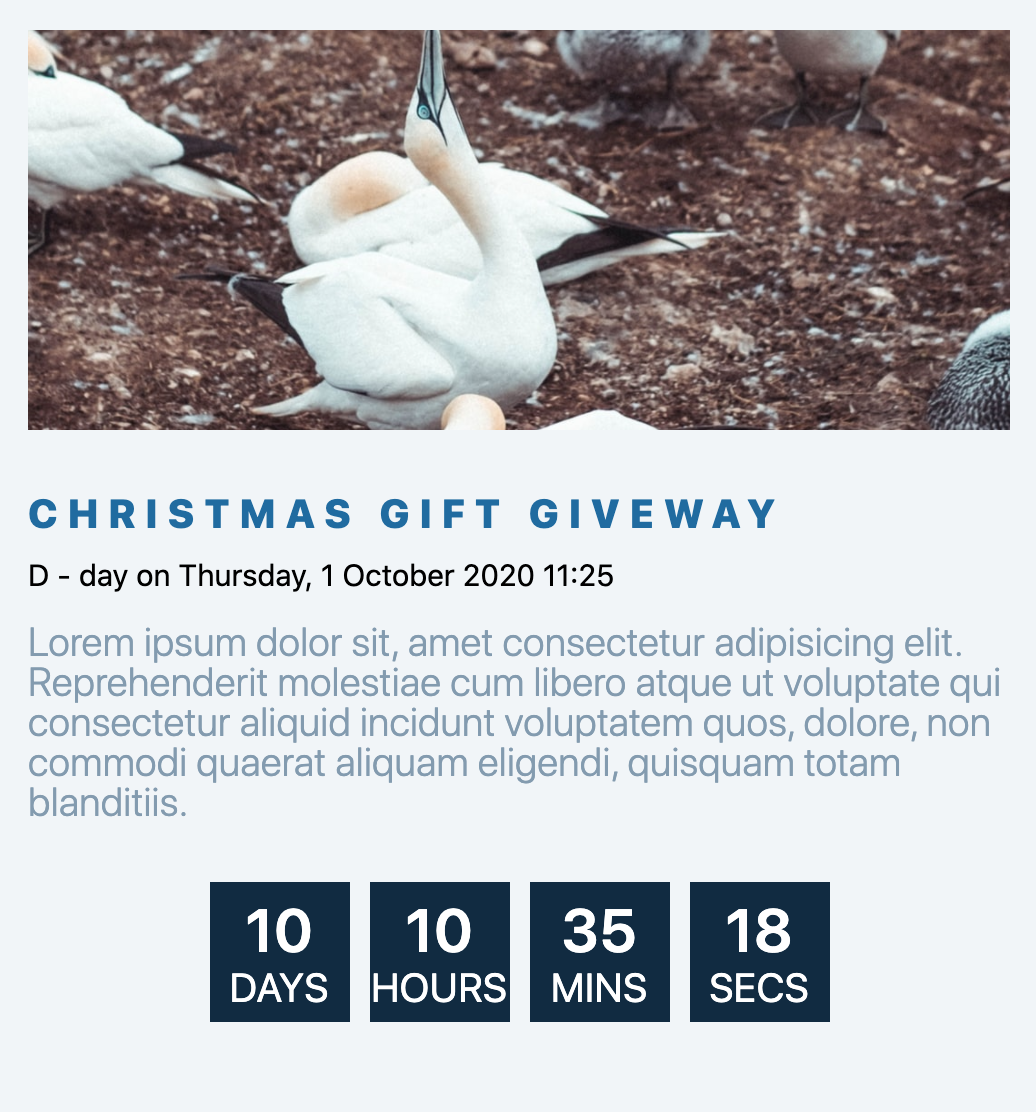 CHRISTMAS GIFT GIVEWAY
D - day on Thursday, 1 October 2020 11:25
Lorem ipsum dolor sit, amet consectetur adipisicing elit.
Reprehenderit molestiae cum libero atque ut voluptate qui
consectetur aliquid incidunt voluptatem quos, dolore, non
commodi quaerat aliquam eligendi, quisquam totam
blanditiis.
10 10 35 18
DAYS HOURS MINS SECS